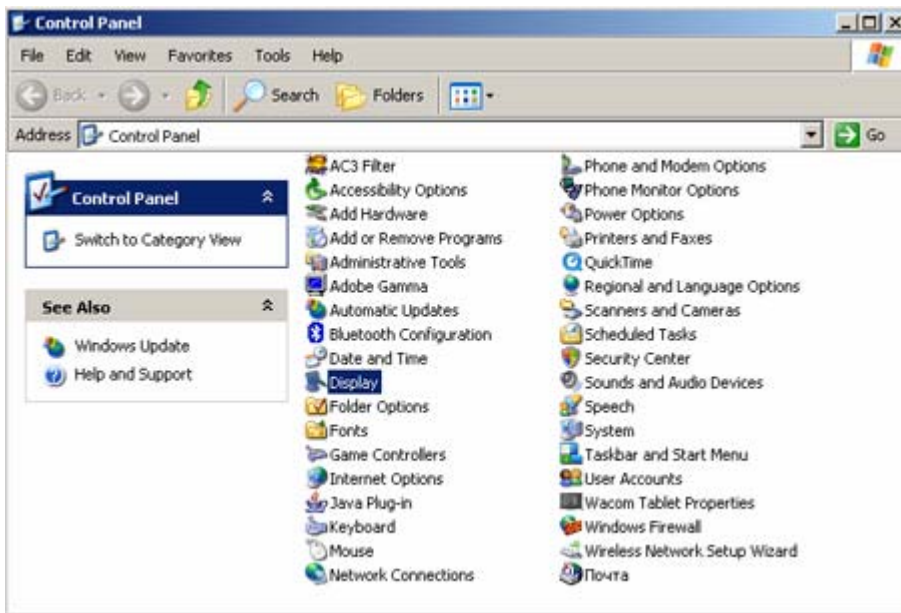 Control Panel
File Edit View Favorites Tools Help
Back Search Folders
Address Control Panel Go
Control Panel
Switch to Category View
See Also
Windows Update
Help and Support
AC3 Filter
Accessibility Options
Add Hardware
Add or Remove Programs
Administrative Tools
Adobe Gamma
Automatic Updates
Bluetooth Configuration
Date and Time
Display
Folder Options
Fonts
Game Controllers
Internet Options
Java Plug-in
Keyboard
Mouse
Network Connections
Phone and Modem Options
Phone Monitor Options
Power Options
Printers and Faxes
QuickTime
Regional and Language Options
Scanners and Cameras
Scheduled Tasks
Security Center
Sounds and Audio Devices
Speech
System
Taskbar and Start Menu
User Accounts
Wacom Tablet Properties
Windows Firewall
Wireless Network Setup Wizard
Почта